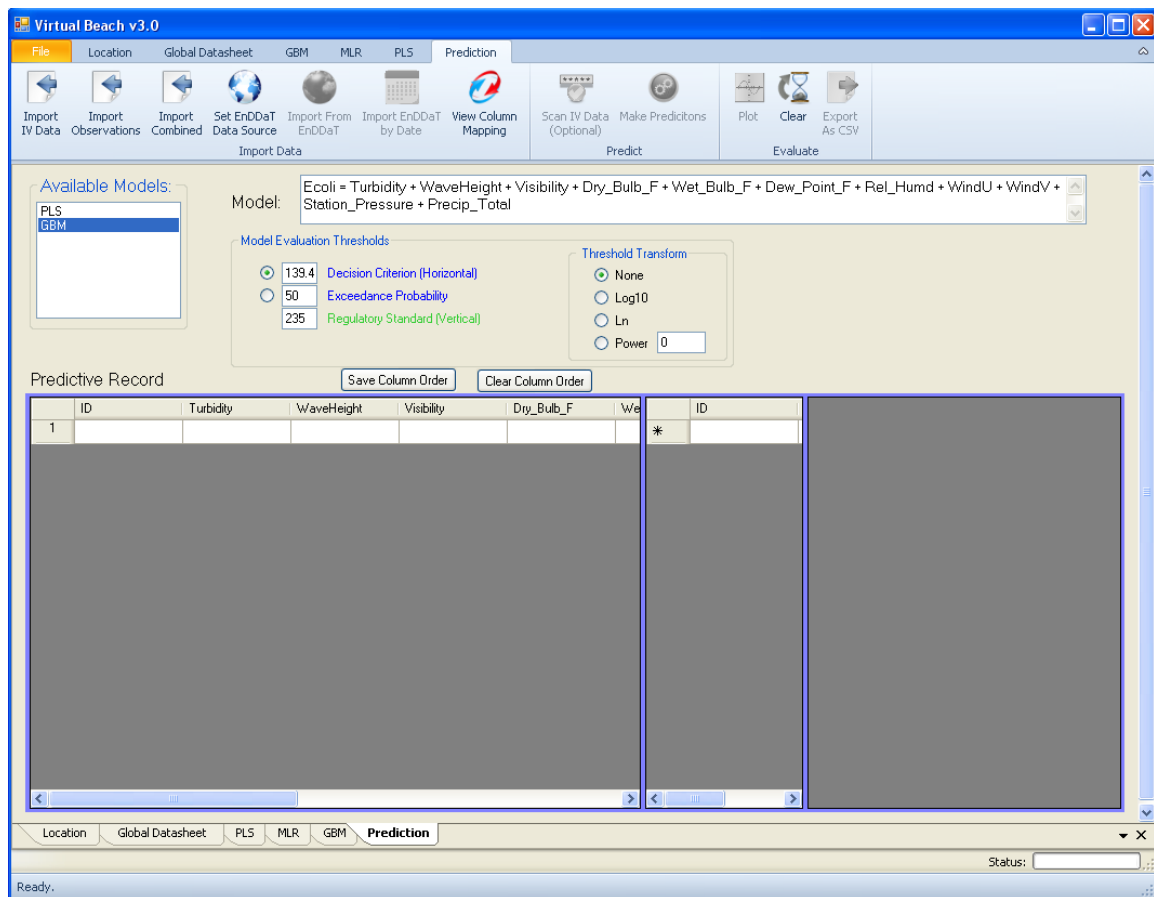 Virtual Beach v3.0
File Location Global Datasheet GBM MLR PLS Prediction
Import IV Data
Import Observations
Import Combined
Set EnDDaT Data Source
Import From EnDDaT
Import EnDDaT by Date
View Column Mapping
Scan IV Data (Optional)
Make Predicitons
Plot
Clear
Export As CSV
Import Data
Predict
Evaluate
Available Models:
PLS
GBM
Model:
Ecoli = Turbidity + WaveHeight + Visibility + Dry_Bulb_F + Wet_Bulb_F + Dew_Point_F + Rel_Humd + WindU + WindV +
Station_Pressure + Precip_Total
Model Evaluation Thresholds
139.4 Decision Criterion (Horizontal)
50 Exceedance Probability
235 Regulatory Standard (Vertical)
Threshold Transform
None
Log10
Ln
Power 0
Predictive Record
Save Column Order
Clear Column Order
ID Turbidity WaveHeight Visibility Dry_Bulb_F We
1
ID
Location Global Datasheet PLS MLR GBM Prediction
Status:
Ready.